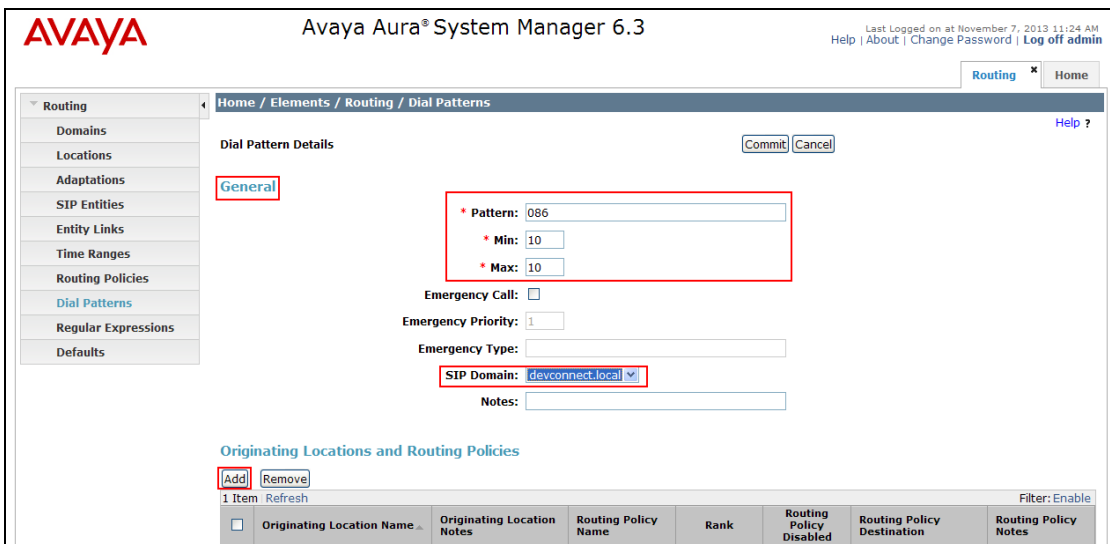 AVAYA
Avaya Aura® System Manager 6.3
Last Logged on at November 7, 2013 11:24 AM
Help | About | Change Password | Log off admin
Routing × Home
Routing
Domains
Locations
Adaptations
SIP Entities
Entity Links
Time Ranges
Routing Policies
Dial Patterns
Regular Expressions
Defaults
Home / Elements / Routing / Dial Patterns
Help ?
Dial Pattern Details
Commit Cancel
General
* Pattern: 086
* Min: 10
* Max: 10
Emergency Call:
Emergency Priority: 1
Emergency Type:
SIP Domain: devconnect.local
Notes:
Originating Locations and Routing Policies
Add Remove
1 Item Refresh
Filter: Enable
Originating Location Name
Originating Location Notes
Routing Policy Name
Rank
Routing Policy Disabled
Routing Policy Destination
Routing Policy Notes